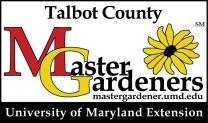 Talbot County
SM
Master
Gardeners
mastergardener.umd.edu
University of Maryland Extension